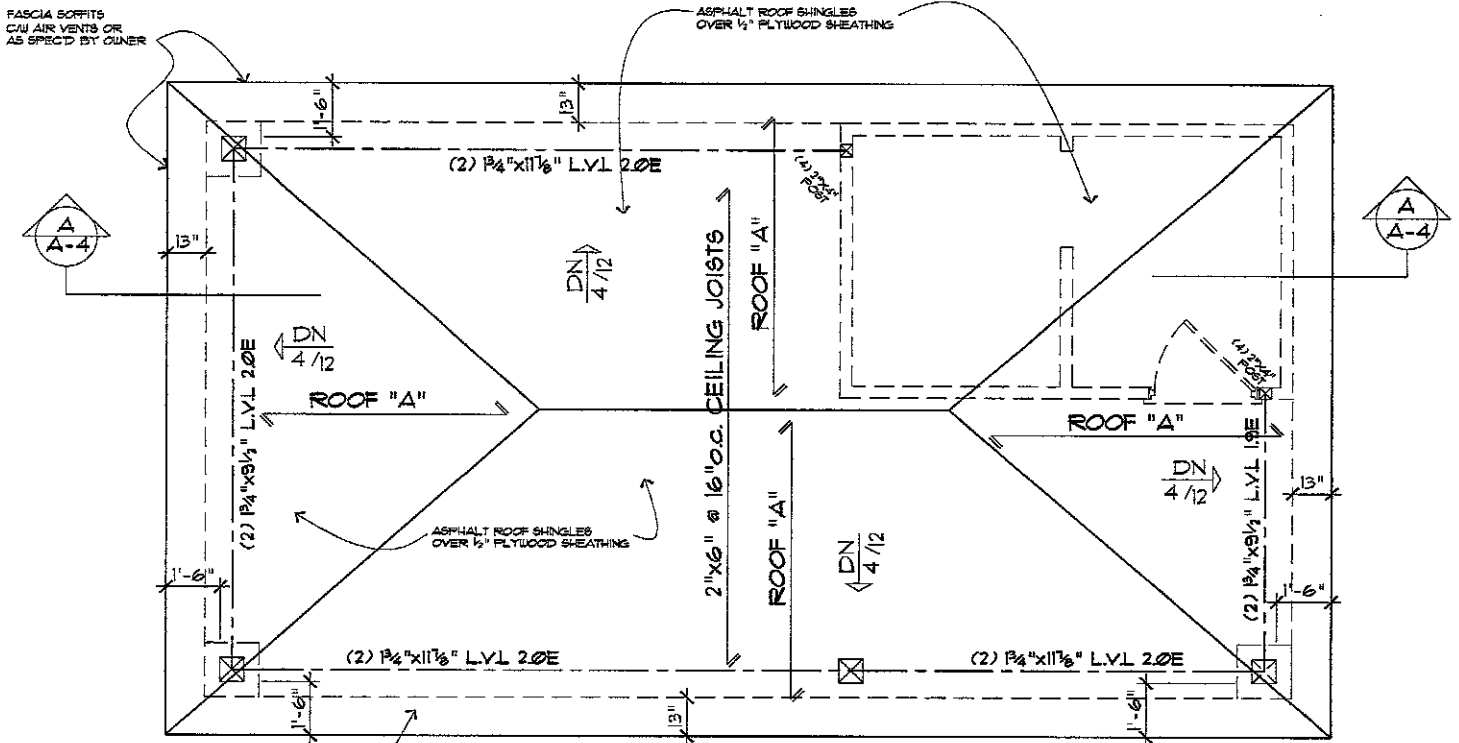 FASCIA SOFFITS
C/W AIR VENTS OR
AS SPEC'D BY OWNER
ASPHALT ROOF SHINGLES
OVER ½" PLYWOOD SHEATHING
1'-6"
13"
(2) 1¾"x11⅞" L.V.L 2.0E
(4) 2"x4"
POST
A
A-4
A
A-4
13"
DN
4/12
ROOF "A"
2"x6" @ 16"O.C. CEILING JOISTS
DN
4/12
(2) 1¾"x9½" L.V.L 2.0E
ROOF "A"
(4) 2"x4"
POST
ROOF "A"
(2) 1¾"x9½" L.V.L 1.9E
DN
4/12
13"
ASPHALT ROOF SHINGLES
OVER ½" PLYWOOD SHEATHING
ROOF "A"
DN
4/12
1'-6"
1'-6"
(2) 1¾"x11⅞" L.V.L 2.0E
(2) 1¾"x11⅞" L.V.L 2.0E
1'-6"
13"
1'-6"